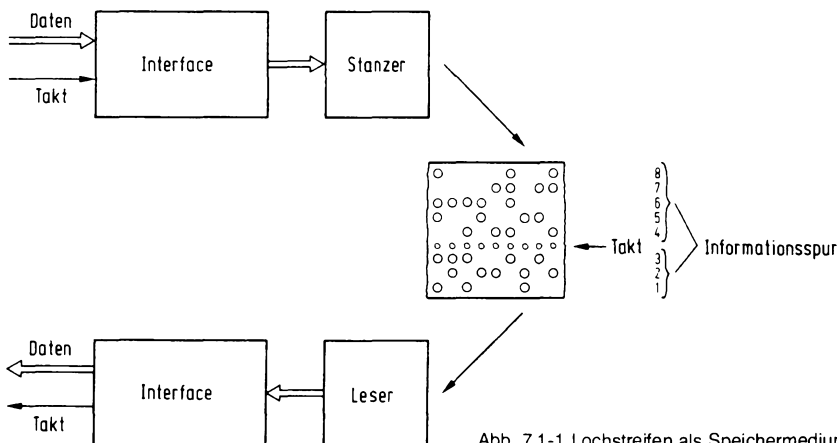 Daten
Interface
Stanzer
Takt
8
7
6
5
4
Takt
Informationsspur
3
2
1
Daten
Interface
Leser
Takt
Abb. 7.1-1 Lochstreifen als Speichermedium